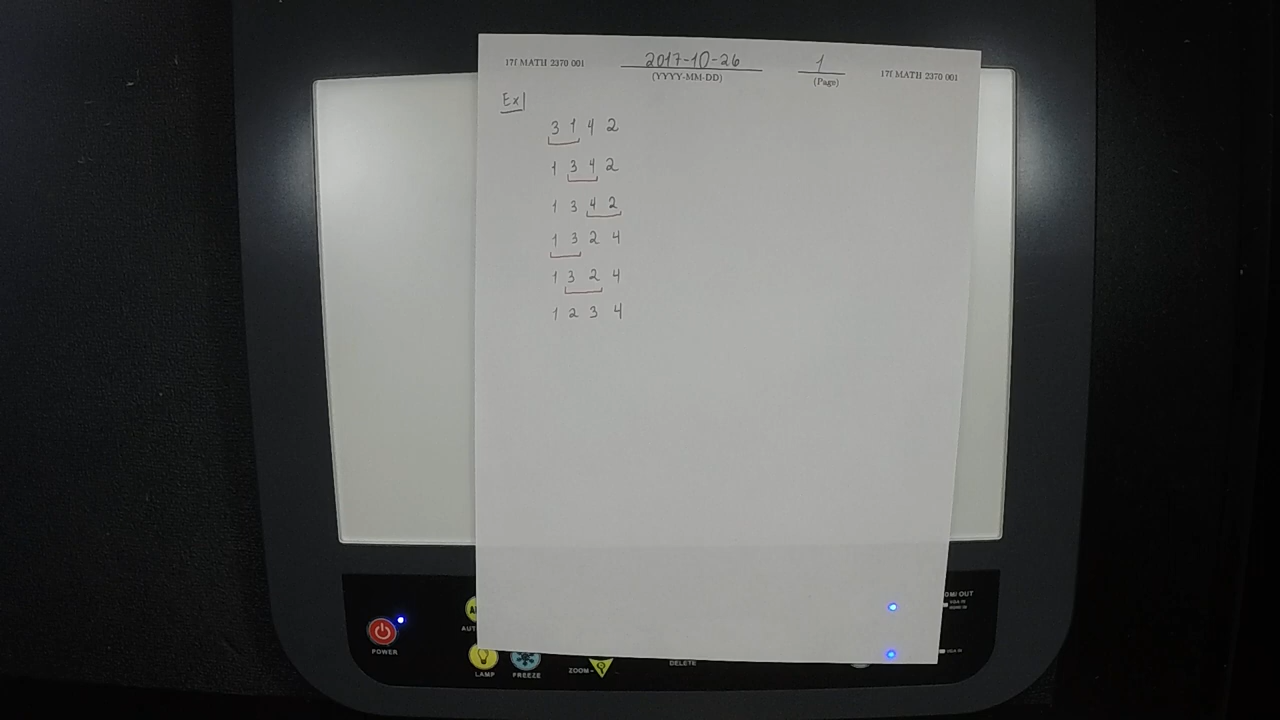 17f MATH 2370 001 2017-10-26 1 17f MATH 2370 001
(YYYY-MM-DD) (Page)
Ex1
3 1 4 2
1 3 4 2
1 3 4 2
1 3 2 4
1 3 2 4
1 2 3 4
POWER
LAMP
FREEZE
ZOOM-
DELETE